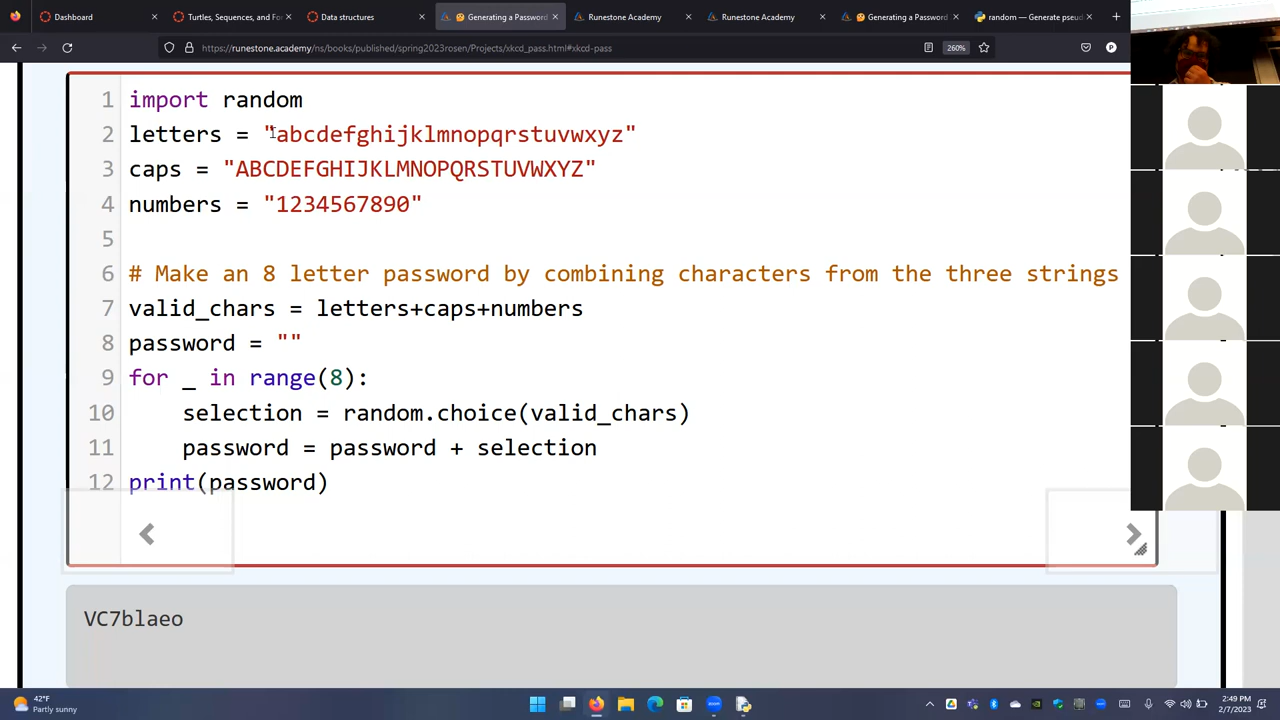 Dashboard
Turtles, Sequences, and Fo
Data structures
Generating a Password
Runestone Academy
Runestone Academy
Generating a Password
random — Generate pseud
https://runestone.academy/ns/books/published/spring2023rosen/Projects/xkcd_pass.html#xkcd-pass
260%
P
1 import random
2 letters = "abcdefghijklmnopqrstuvwxyz"
3 caps = "ABCDEFGHIJKLMNOPQRSTUVWXYZ"
4 numbers = "1234567890"
5
6 # Make an 8 letter password by combining characters from the three strings
7 valid_chars = letters+caps+numbers
8 password = ""
9 for _ in range(8):
10 selection = random.choice(valid_chars)
11 password = password + selection
12 print(password)
VC7blaeo
42°F
Partly sunny
2:49 PM
2/7/2023